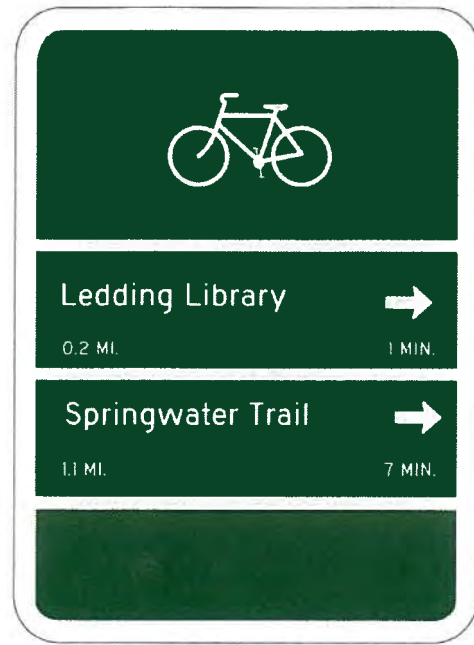 Ledding Library
0.2 MI. 1 MIN.
Springwater Trail
1.1 MI. 7 MIN.